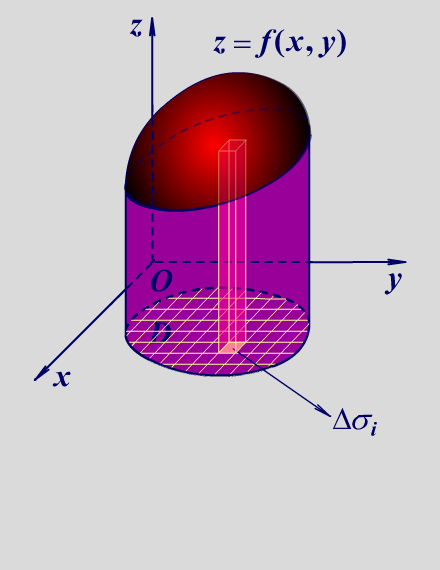 z
z = f(x, y)
O
y
D
x
Δσᵢ